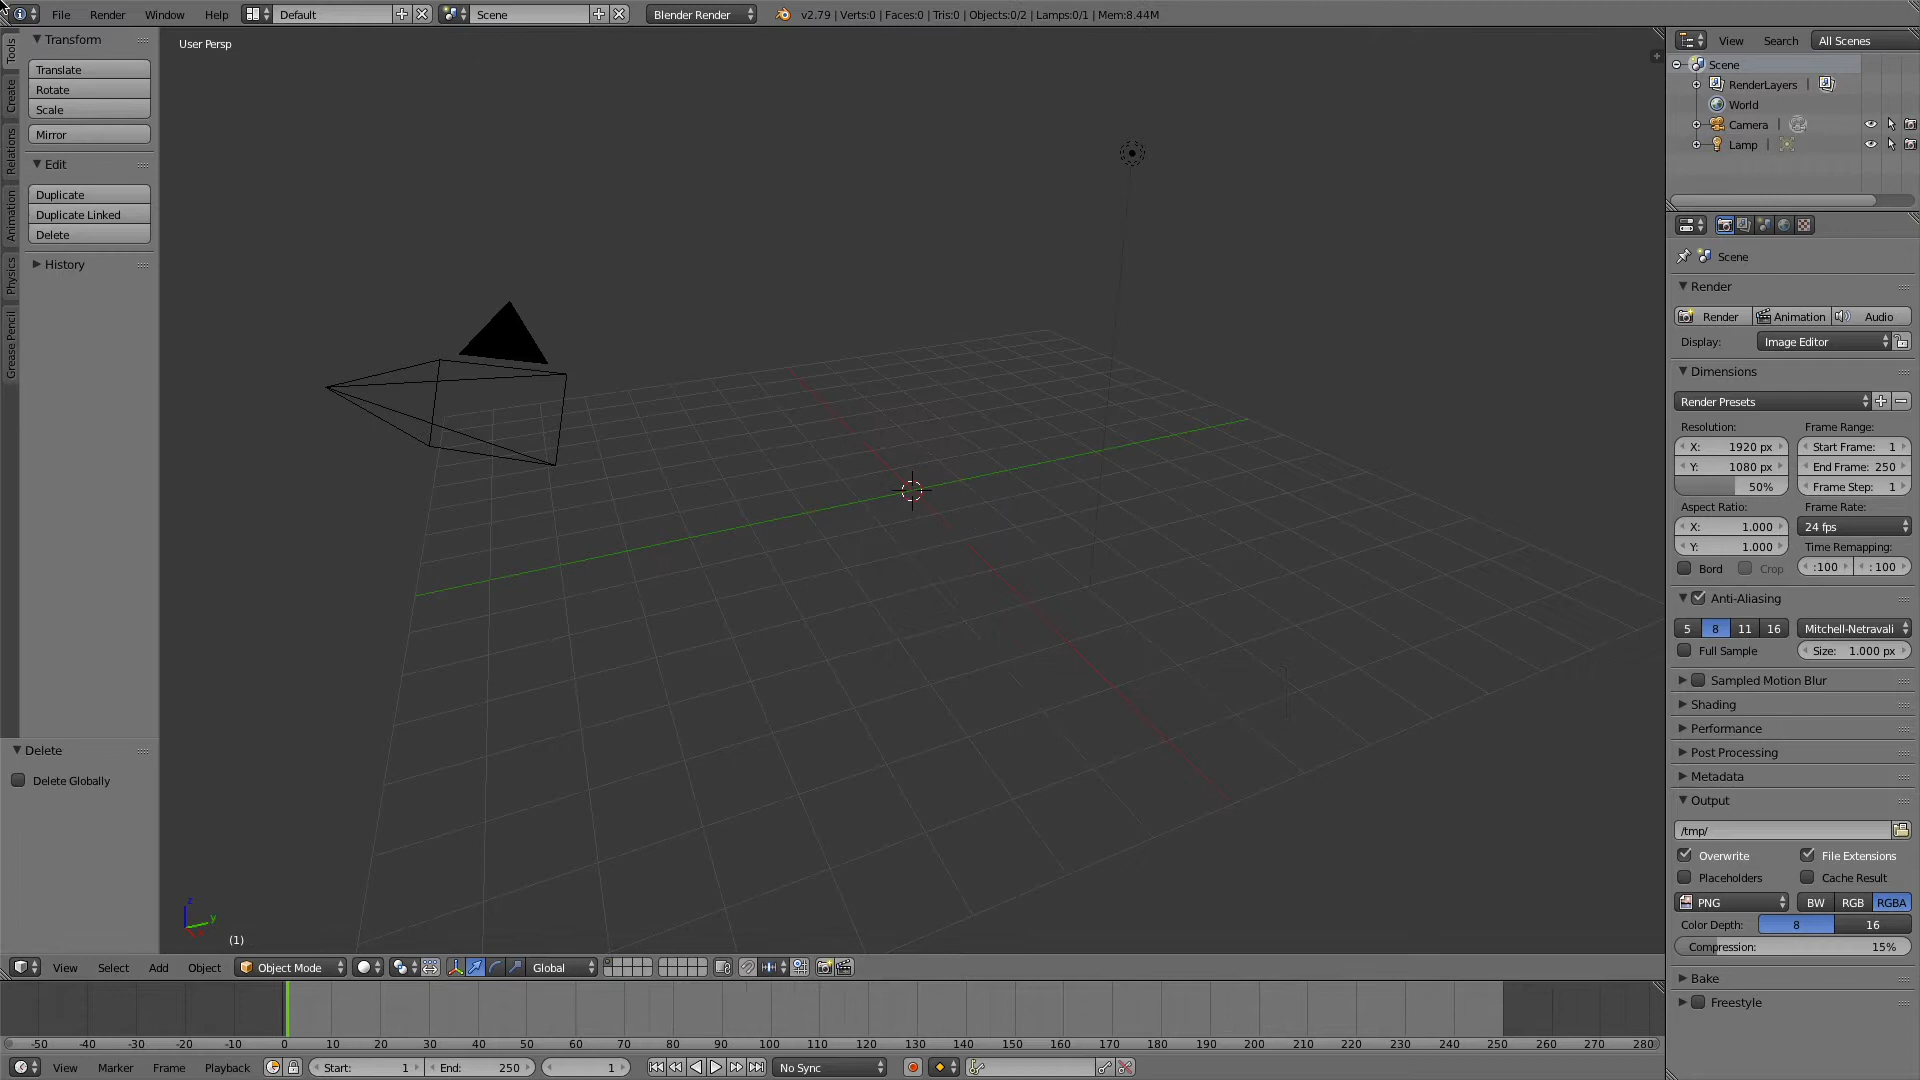 File Render Window Help Default Scene Blender Render v2.79 | Verts:0 | Faces:0 | Tris:0 | Objects:0/2 | Lamps:0/1 | Mem:8.44M
Tools
Create
Relations
Animation
Physics
Grease Pencil
Transform
Translate
Rotate
Scale
Mirror
Edit
Duplicate
Duplicate Linked
Delete
History
Delete
Delete Globally
User Persp
z
y
x
(1)
View Select Add Object Object Mode Global
-50 -40 -30 -20 -10 0 10 20 30 40 50 60 70 80 90 100 110 120 130 140 150 160 170 180 190 200 210 220 230 240 250 260 270 280
View Marker Frame Playback Start: 1 End: 250 1 No Sync
View Search All Scenes
Scene
RenderLayers |
World
Camera |
Lamp |
Scene
Render
Render Animation Audio
Display: Image Editor
Dimensions
Render Presets
Resolution: Frame Range:
X: 1920 px Start Frame: 1
Y: 1080 px End Frame: 250
50% Frame Step: 1
Aspect Ratio: Frame Rate:
X: 1.000 24 fps
Y: 1.000 Time Remapping:
Bord Crop :100 : 100
Anti-Aliasing
5 8 11 16 Mitchell-Netravali
Full Sample Size: 1.000 px
Sampled Motion Blur
Shading
Performance
Post Processing
Metadata
Output
/tmp/
Overwrite File Extensions
Placeholders Cache Result
PNG BW RGB RGBA
Color Depth: 8 16
Compression: 15%
Bake
Freestyle